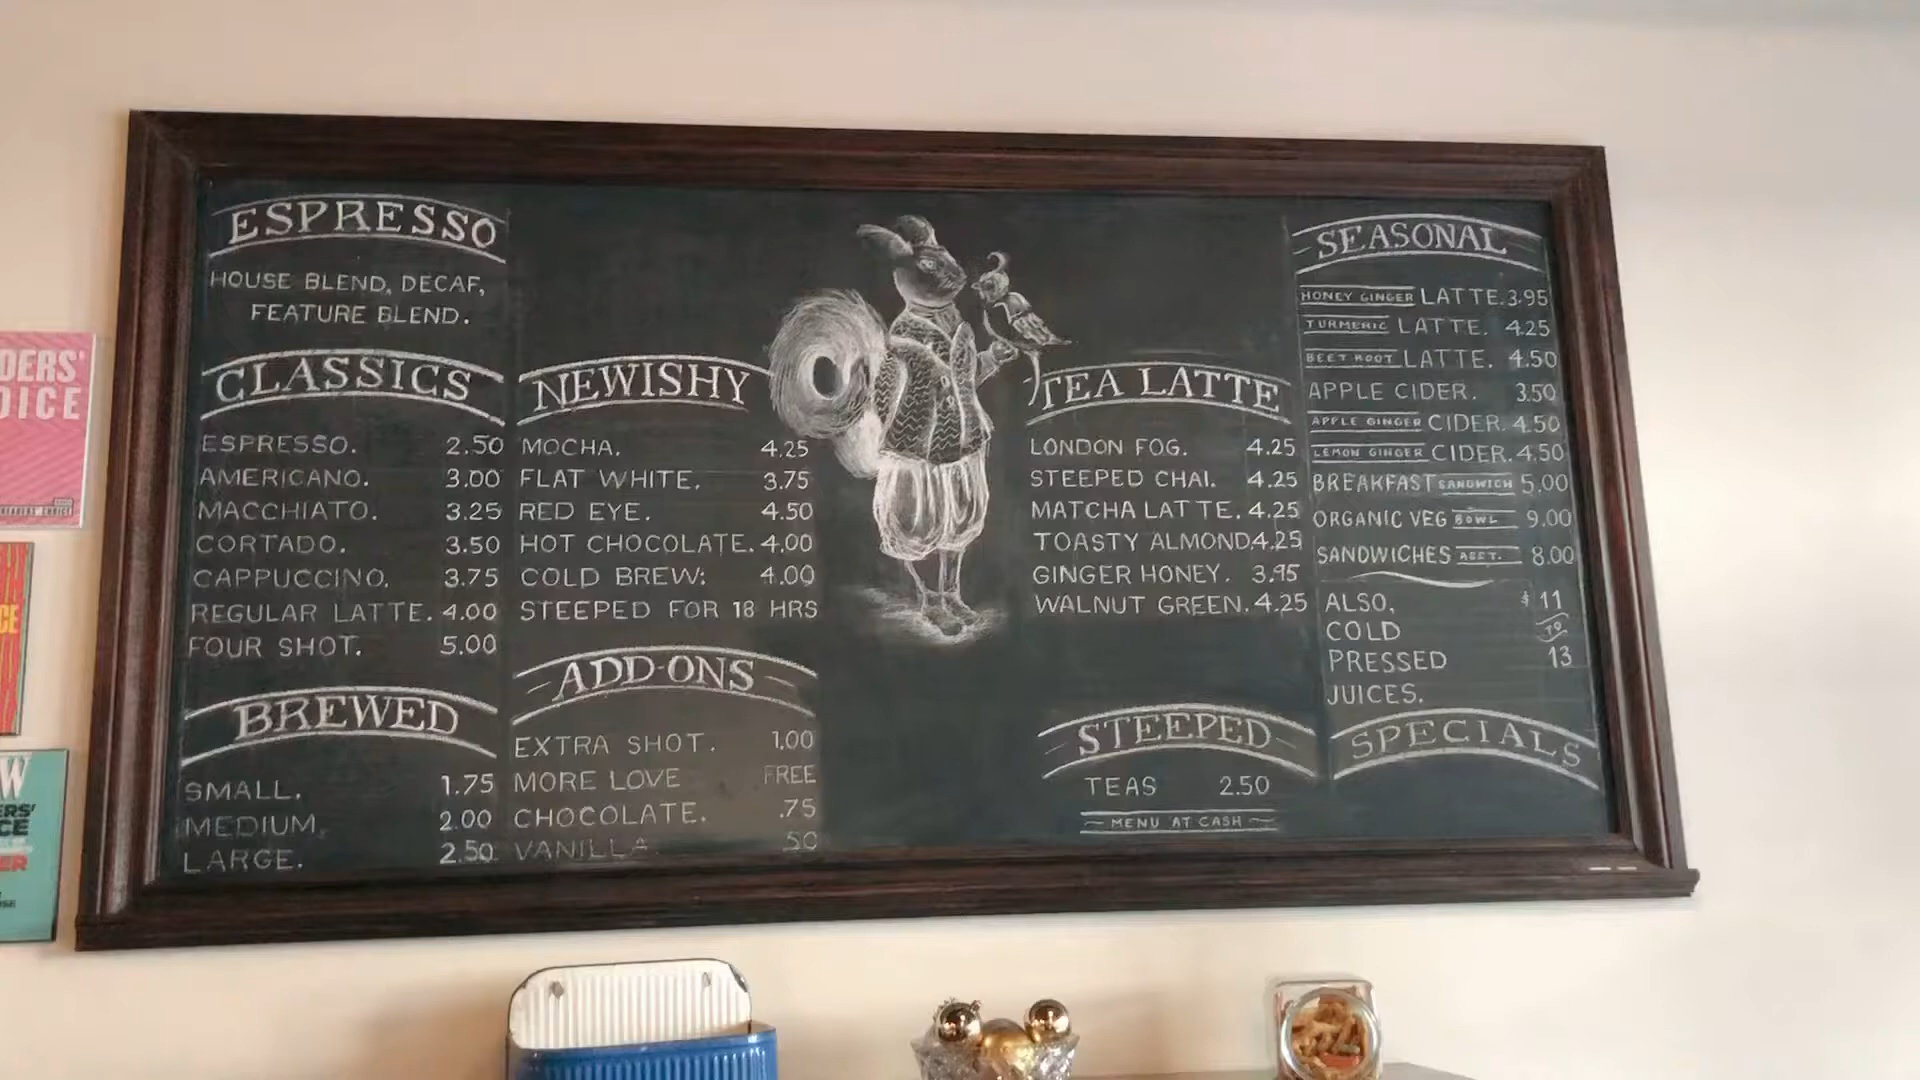 ESPRESSO
HOUSE BLEND, DECAF,
FEATURE BLEND.
CLASSICS
ESPRESSO. 2.50
AMERICANO. 3.00
MACCHIATO. 3.25
CORTADO. 3.50
CAPPUCCINO. 3.75
REGULAR LATTE. 4.00
FOUR SHOT. 5.00
BREWED
SMALL. 1.75
MEDIUM. 2.00
LARGE. 2.50
NEWISHY
MOCHA. 4.25
FLAT WHITE. 3.75
RED EYE. 4.50
HOT CHOCOLATE. 4.00
COLD BREW: 4.00
STEEPED FOR 18 HRS
ADD-ONS
EXTRA SHOT. 1.00
MORE LOVE FREE
CHOCOLATE. .75
VANILLA. .50
TEA LATTE
LONDON FOG. 4.25
STEEPED CHAI. 4.25
MATCHA LATTE. 4.25
TOASTY ALMOND. 4.25
GINGER HONEY. 3.95
WALNUT GREEN. 4.25
STEEPED
TEAS 2.50
MENU AT CASH
SEASONAL
HONEY GINGER LATTE. 3.95
TURMERIC LATTE. 4.25
BEET ROOT LATTE. 4.50
APPLE CIDER. 3.50
APPLE GINGER CIDER. 4.50
LEMON GINGER CIDER. 4.50
BREAKFAST SANDWICH 5.00
ORGANIC VEG BOWL 9.00
SANDWICHES ASST. 8.00
ALSO, $11
COLD TO
PRESSED 13
JUICES.
SPECIALS
DERS'
OICE
READERS' CHOICE
CE
W
ERS'
CE
ER